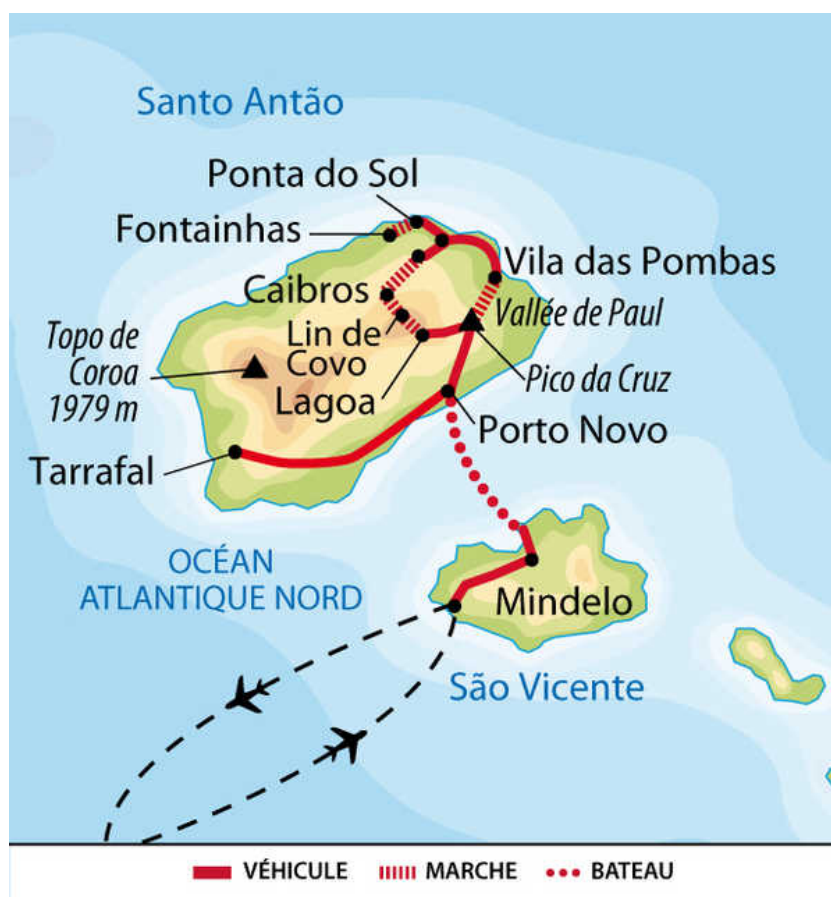 Santo Antão
Ponta do Sol
Fontainhas
Vila das Pombas
Caibros
Vallée de Paul
Lin de
Covo
Topo de
Coroa
1979 m
Pico da Cruz
Lagoa
Porto Novo
Tarrafal
OCÉAN
ATLANTIQUE NORD
Mindelo
São Vicente
VÉHICULE MARCHE BATEAU